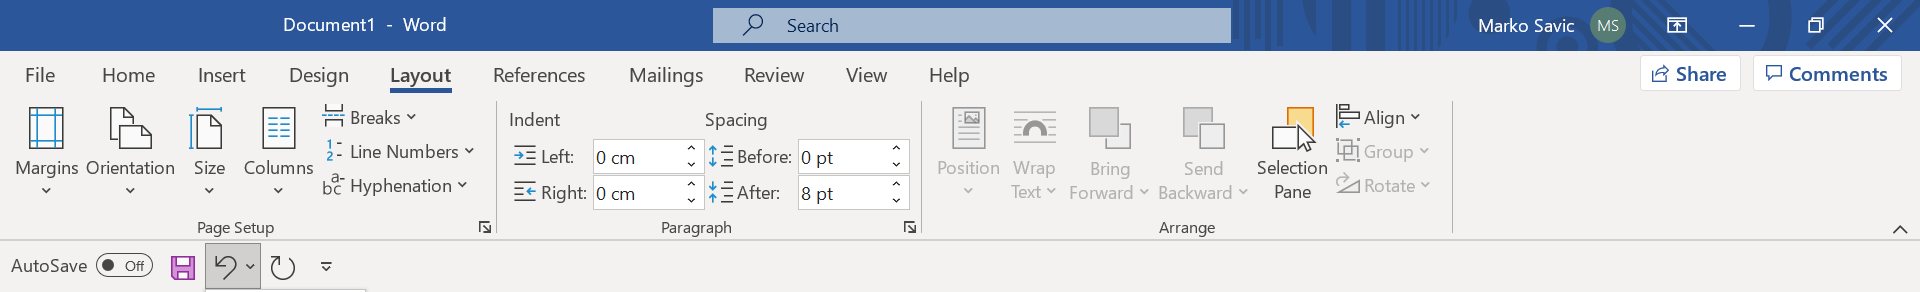 Document1 - Word
Search
Marko Savic MS
File Home Insert Design Layout References Mailings Review View Help Share Comments
Margins Orientation Size Columns
Breaks
Line Numbers
Hyphenation
Page Setup
Indent
Left: 0 cm
Right: 0 cm
Spacing
Before: 0 pt
After: 8 pt
Paragraph
Position
Wrap
Text
Bring
Forward
Send
Backward
Selection
Pane
Align
Group
Rotate
Arrange
AutoSave Off